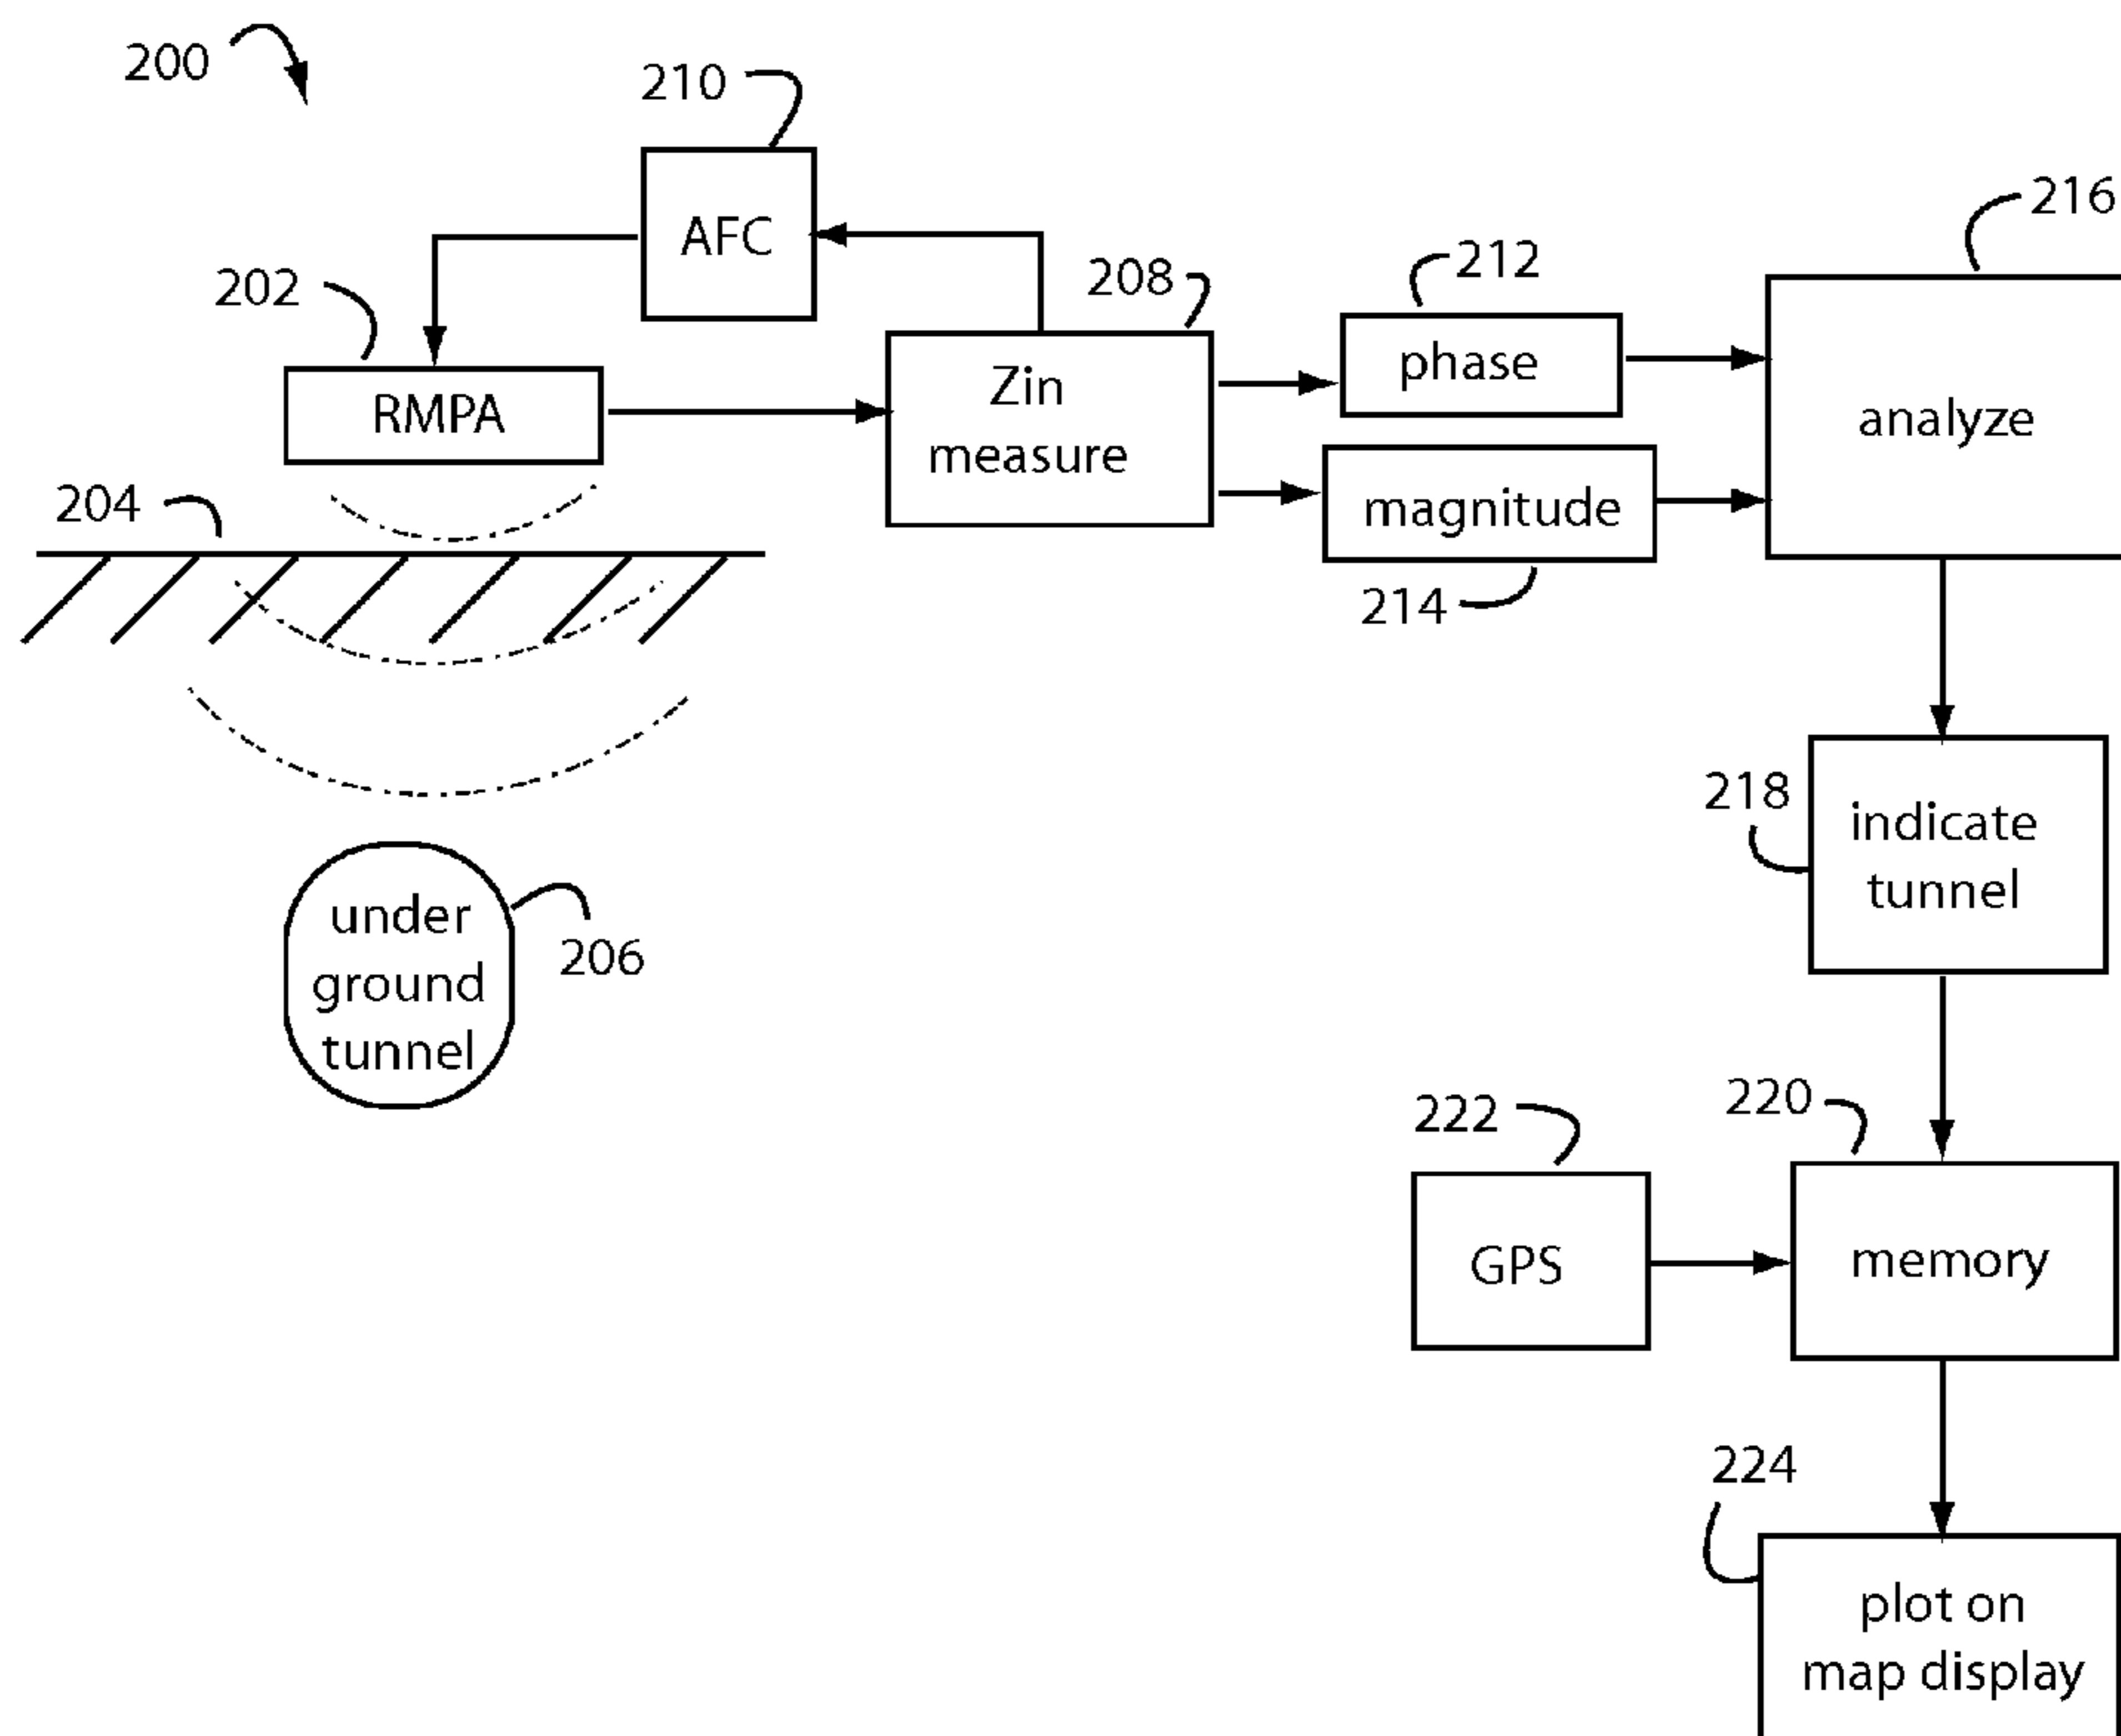 200
210
AFC
216
212
208
202
phase
Zin
measure
analyze
RMPA
magnitude
204
214
218
indicate
tunnel
under
ground
tunnel
206
220
222
GPS
memory
224
plot on
map display